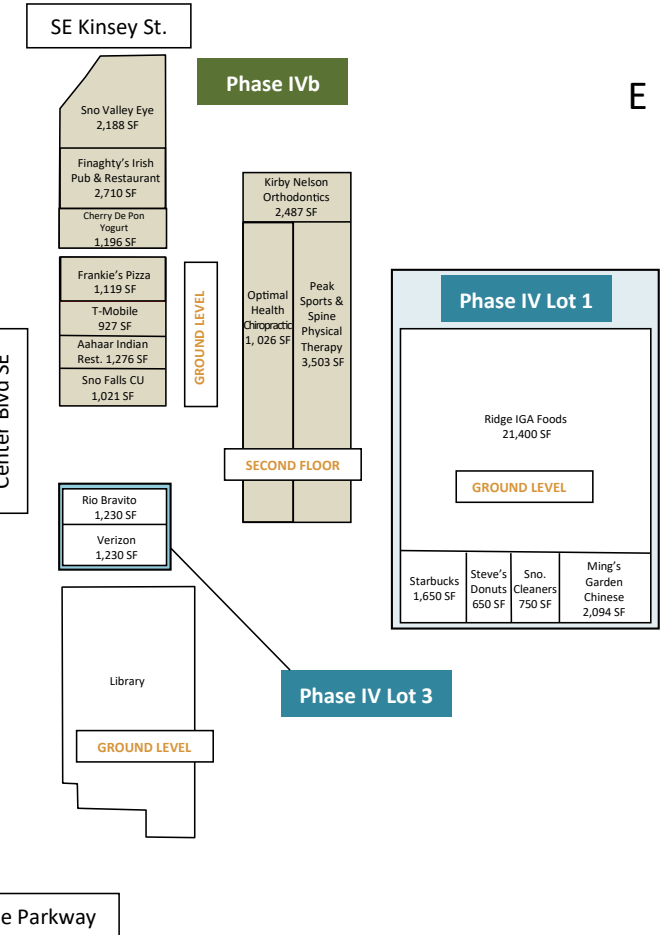 SE Kinsey St.
Phase IVb
E
Sno Valley Eye
2,188 SF
Finaghty's Irish
Pub & Restaurant
2,710 SF
Cherry De Pon
Yogurt
1,196 SF
Frankie's Pizza
1,119 SF
T-Mobile
927 SF
Aahaar Indian
Rest. 1,276 SF
Sno Falls CU
1,021 SF
GROUND LEVEL
Kirby Nelson
Orthodontics
2,487 SF
Optimal
Health
Chiropractic
1, 026 SF
Peak
Sports &
Spine
Physical
Therapy
3,503 SF
SECOND FLOOR
Phase IV Lot 1
Ridge IGA Foods
21,400 SF
GROUND LEVEL
Starbucks
1,650 SF
Steve's
Donuts
650 SF
Sno.
Cleaners
750 SF
Ming's
Garden
Chinese
2,094 SF
Center Blvd SE
Rio Bravito
1,230 SF
Verizon
1,230 SF
Phase IV Lot 3
Library
GROUND LEVEL
e Parkway